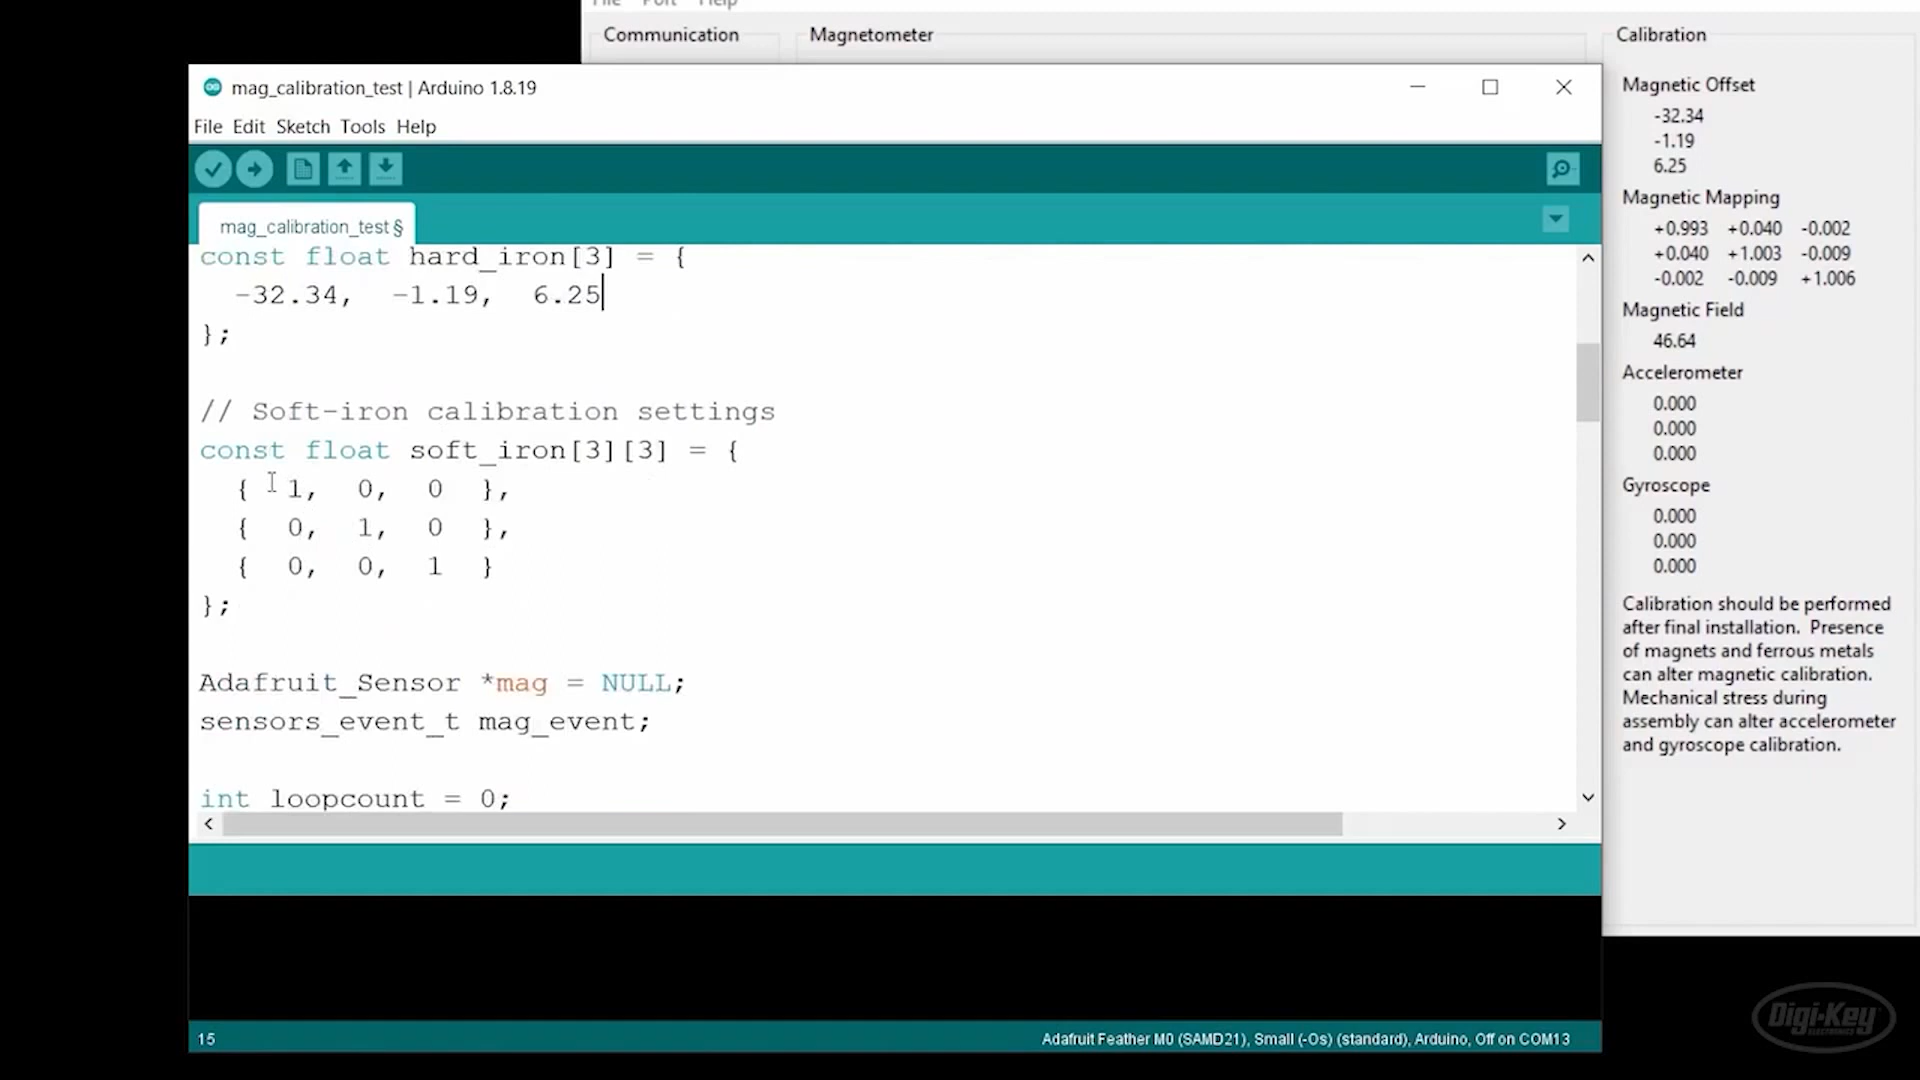 File Port Help
Communication
Magnetometer
Calibration
mag_calibration_test | Arduino 1.8.19
File Edit Sketch Tools Help
mag_calibration_test §
const float hard_iron[3] = {
-32.34, -1.19, 6.25
};
// Soft-iron calibration settings
const float soft_iron[3][3] = {
{ 1, 0, 0 },
{ 0, 1, 0 },
{ 0, 0, 1 }
};
Adafruit_Sensor *mag = NULL;
sensors_event_t mag_event;
int loopcount = 0;
15
Adafruit Feather M0 (SAMD21), Small (-Os) (standard), Arduino, Off on COM13
Magnetic Offset
-32.34
-1.19
6.25
Magnetic Mapping
+0.993 +0.040 -0.002
+0.040 +1.003 -0.009
-0.002 -0.009 +1.006
Magnetic Field
46.64
Accelerometer
0.000
0.000
0.000
Gyroscope
0.000
0.000
0.000
Calibration should be performed
after final installation. Presence
of magnets and ferrous metals
can alter magnetic calibration.
Mechanical stress during
assembly can alter accelerometer
and gyroscope calibration.
Digi-Key
ELECTRONICS